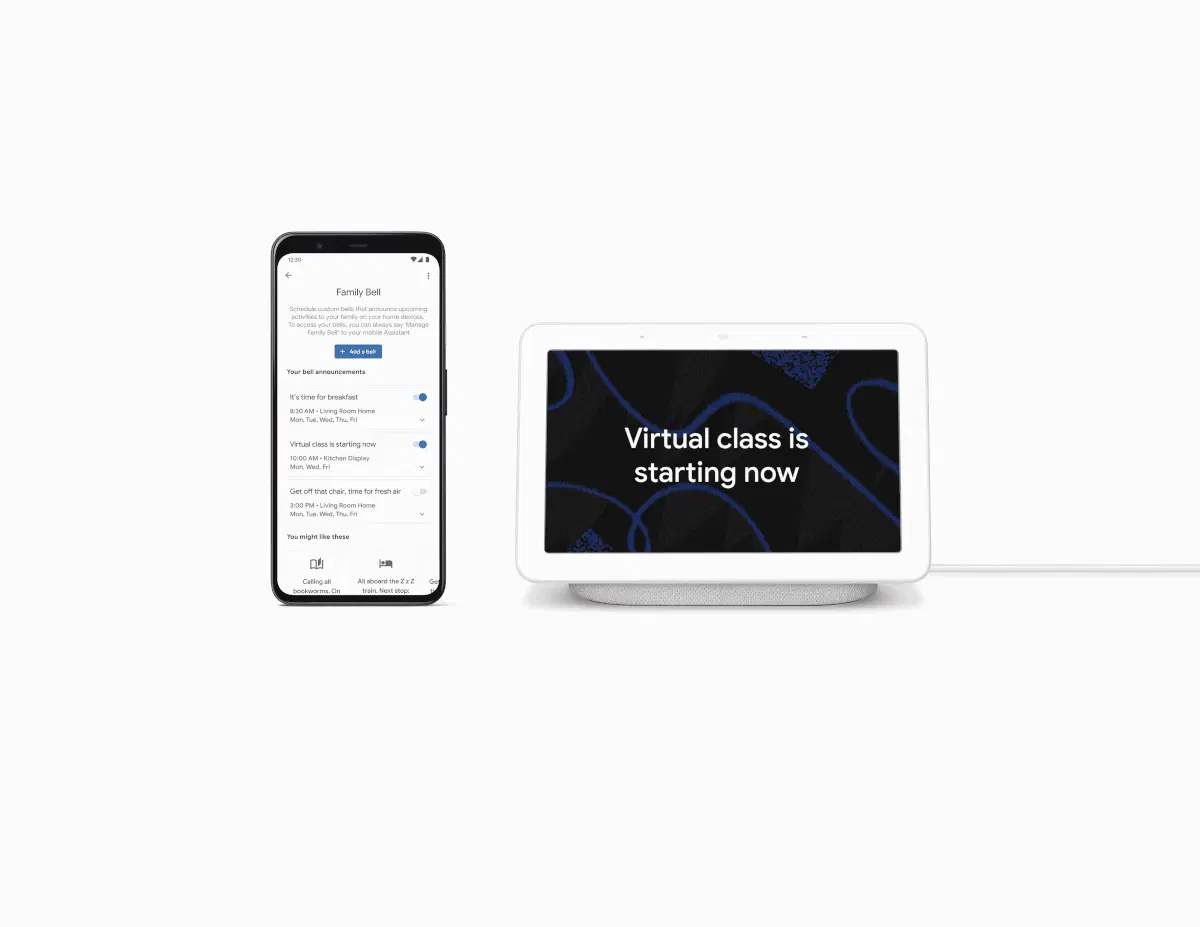 12:30
Family Bell
Schedule custom bells that announce upcoming
activities to your family on your home devices.
To access your bells, you can always say 'Manage
Family Bell' to your mobile Assistant
+ Add a bell
Your bell announcements
It's time for breakfast
8:30 AM • Living Room Home
Mon, Tue, Wed, Thu, Fri
Virtual class is starting now
10:00 AM • Kitchen Display
Mon, Wed, Fri
Get off that chair, time for fresh air
3:00 PM • Living Room Home
Mon, Tue, Wed, Thu, Fri
You might like these
Calling all
bookworms. On
All aboard the Z z Z
train. Next stop:
Get
Virtual class is
starting now